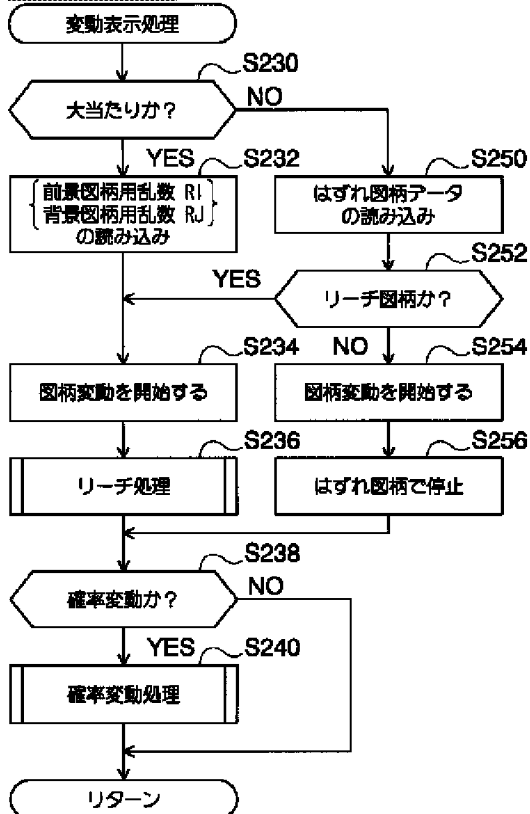 変動表示処理
S230
大当たりか?
NO
YES
S232
前景図柄用乱数 RI
背景図柄用乱数 RJ
の読み込み
S250
はずれ図柄データ
の読み込み
S252
リーチ図柄か?
YES
NO
S234
図柄変動を開始する
S254
図柄変動を開始する
S236
リーチ処理
S256
はずれ図柄で停止
S238
確率変動か?
NO
YES
S240
確率変動処理
リターン